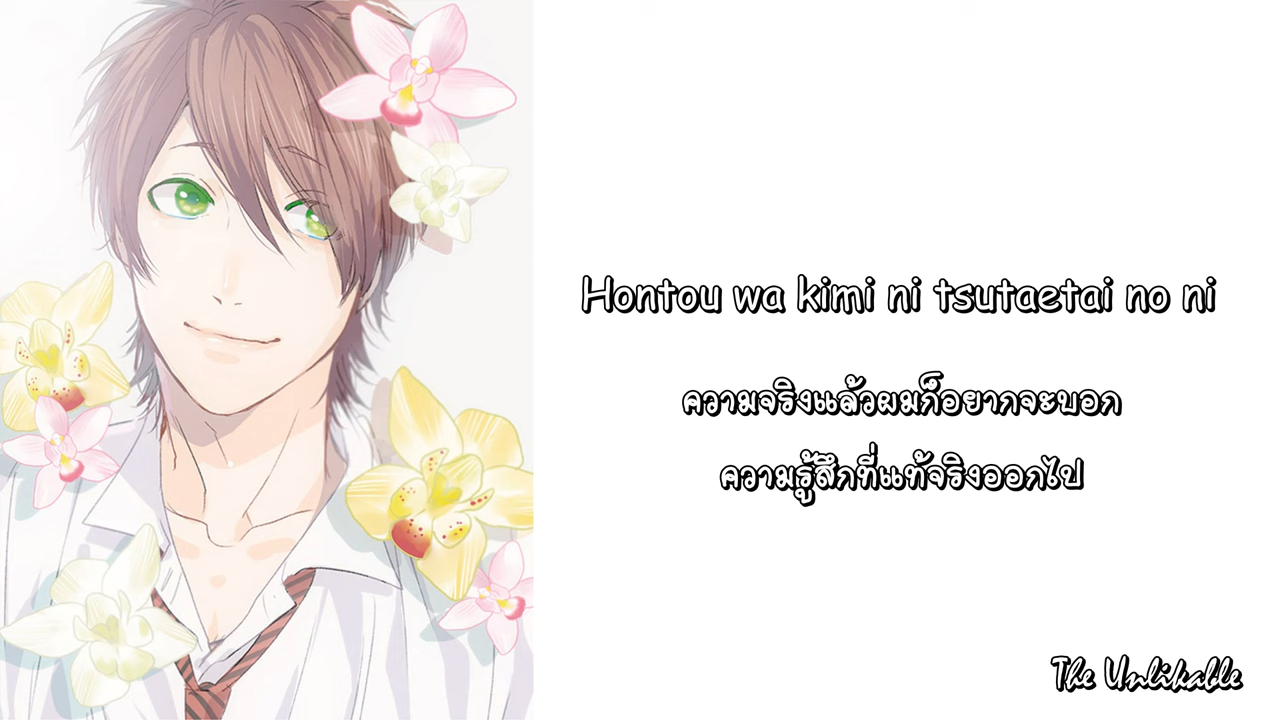 Hontou wa kimi ni tsutaetai no ni
ความจริงแล้วผมก็อยากจะบอก
ความรู้สึกที่แท้จริงออกไป
The Unlikable